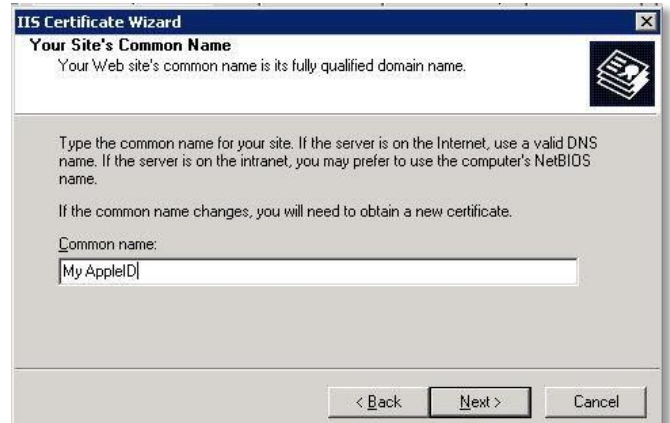 IIS Certificate Wizard
Your Site's Common Name
Your Web site's common name is its fully qualified domain name.
Type the common name for your site. If the server is on the Internet, use a valid DNS
name. If the server is on the intranet, you may prefer to use the computer's NetBIOS
name.
If the common name changes, you will need to obtain a new certificate.
Common name:
My AppleID
< Back Next > Cancel